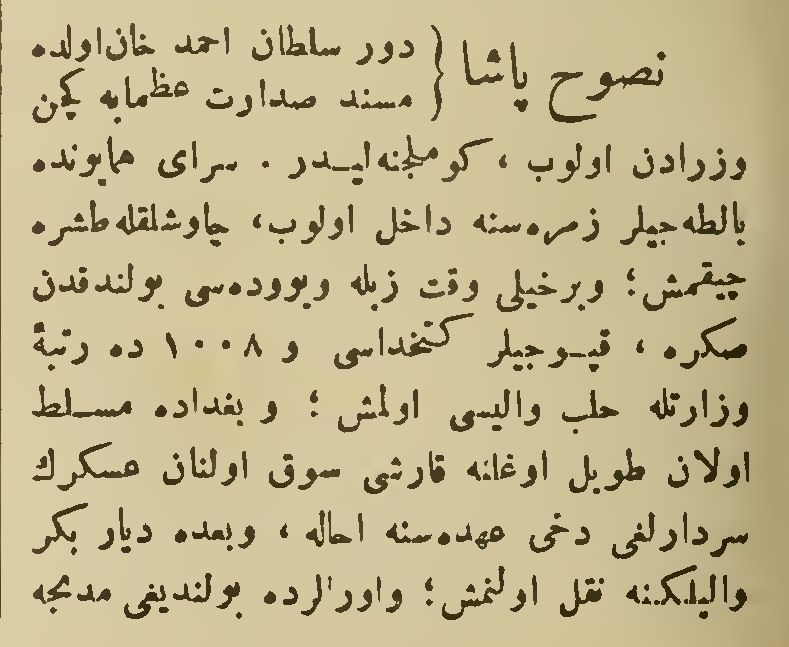 نصوح پاشا { دور سلطان احمد خان‌اولده
مسند صدارت عظمایه کچن
وزرادن اولوب ، کوملجنه‌لیدر . سرای همایونده
بالطه‌جیلر زمره‌سنه داخل اولوب، چاوشلقله طشره
چیقمش؛ وبرخیلی وقت زیله ویووده‌سی بولندقدن
صکره ، قپوجیلر کتخداسی و ۱۰۰۸ ده رتبهٔ
وزارتله حلب والیسی اولمش ؛ و بغداده مسلط
اولان طویل اوغلنه قارشی سوق اولنان عسکرك
سردارلغی دخی عهده‌سنه احاله ، وبعده دیار بکر
والیلکنه نقل اولنمش؛ واورالرده بولندیغی مدتجه